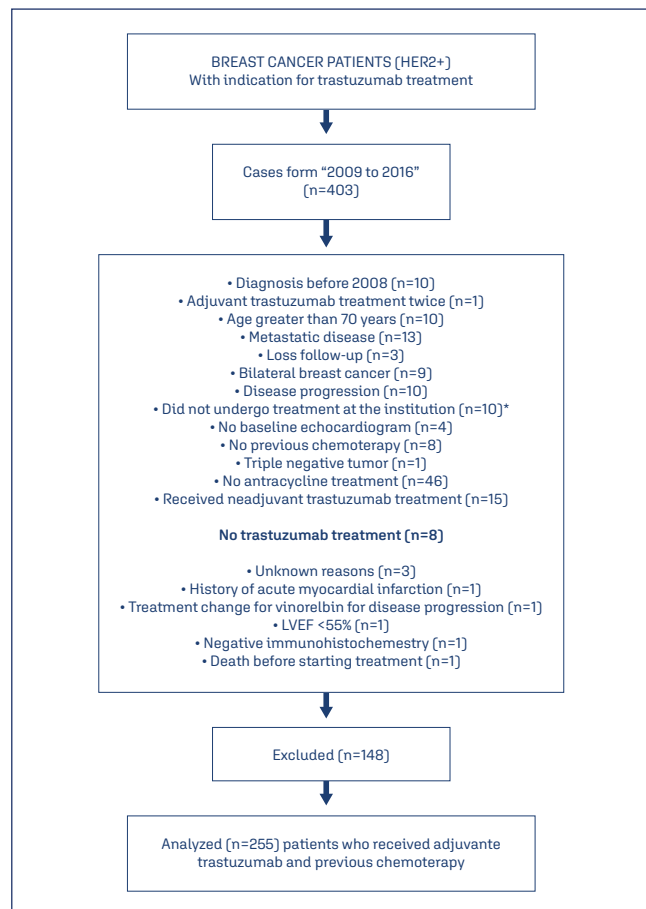 BREAST CANCER PATIENTS (HER2+)
With indication for trastuzumab treatment
Cases form “2009 to 2016”
(n=403)
• Diagnosis before 2008 (n=10)
• Adjuvant trastuzumab treatment twice (n=1)
• Age greater than 70 years (n=10)
• Metastatic disease (n=13)
• Loss follow-up (n=3)
• Bilateral breast cancer (n=9)
• Disease progression (n=10)
• Did not undergo treatment at the institution (n=10)*
• No baseline echocardiogram (n=4)
• No previous chemoterapy (n=8)
• Triple negative tumor (n=1)
• No antracycline treatment (n=46)
• Received neadjuvant trastuzumab treatment (n=15)
No trastuzumab treatment (n=8)
• Unknown reasons (n=3)
• History of acute myocardial infarction (n=1)
• Treatment change for vinorelbin for disease progression (n=1)
• LVEF <55% (n=1)
• Negative immunohistochemestry (n=1)
• Death before starting treatment (n=1)
Excluded (n=148)
Analyzed (n=255) patients who received adjuvante
trastuzumab and previous chemoterapy